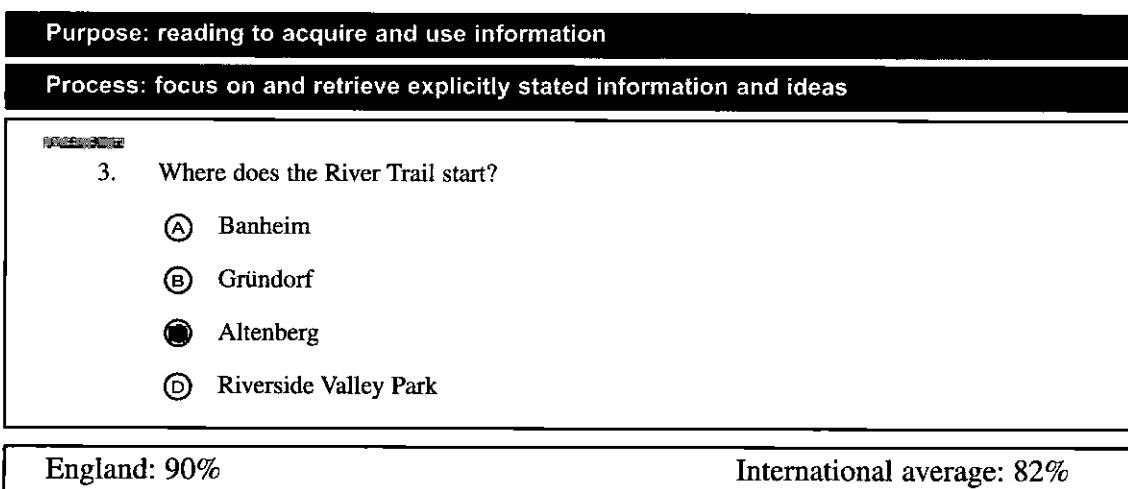 Purpose: reading to acquire and use information
Process: focus on and retrieve explicitly stated information and ideas
3. Where does the River Trail start?
A Banheim
B Gründorf
Altenberg
D Riverside Valley Park
England: 90% International average: 82%